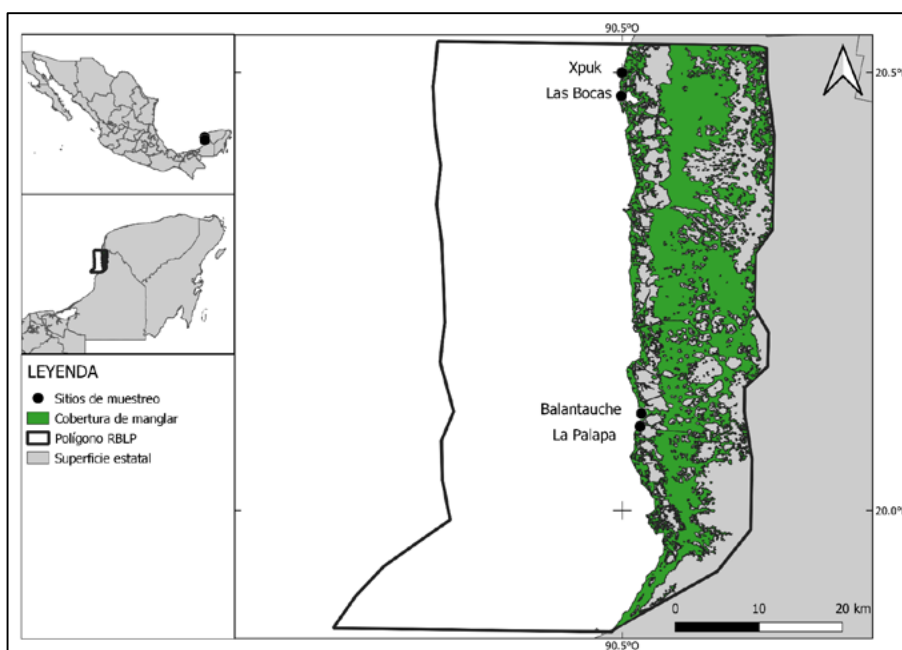 90.5°O
Xpuk
20.5°
Las Bocas
LEYENDA
Sitios de muestreo
Cobertura de manglar
Polígono RBLP
Superficie estatal
Balantauche
La Palapa
20.0°
0 10 20 km
90.5°O